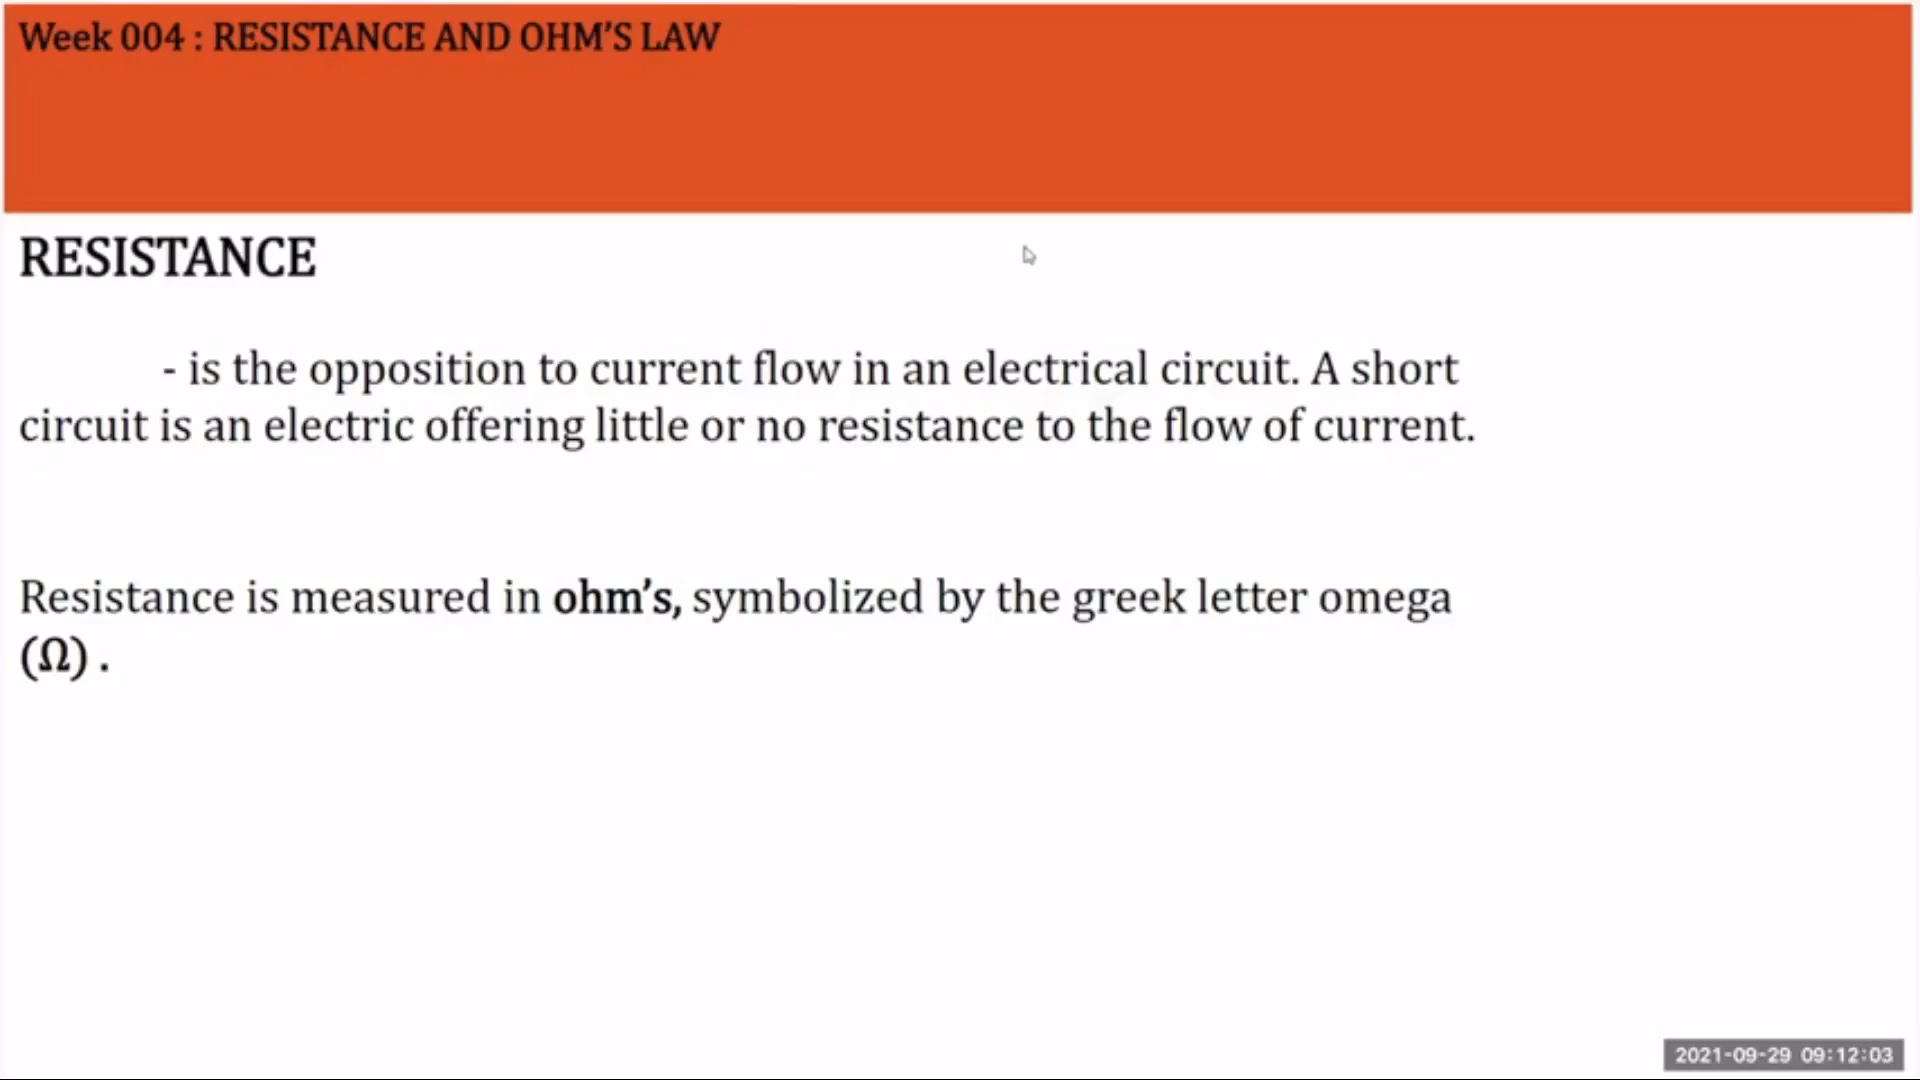 Week 004 : RESISTANCE AND OHM’S LAW
RESISTANCE
- is the opposition to current flow in an electrical circuit. A short
circuit is an electric offering little or no resistance to the flow of current.
Resistance is measured in ohm’s, symbolized by the greek letter omega
(Ω) .
2021-09-29 09:12:03